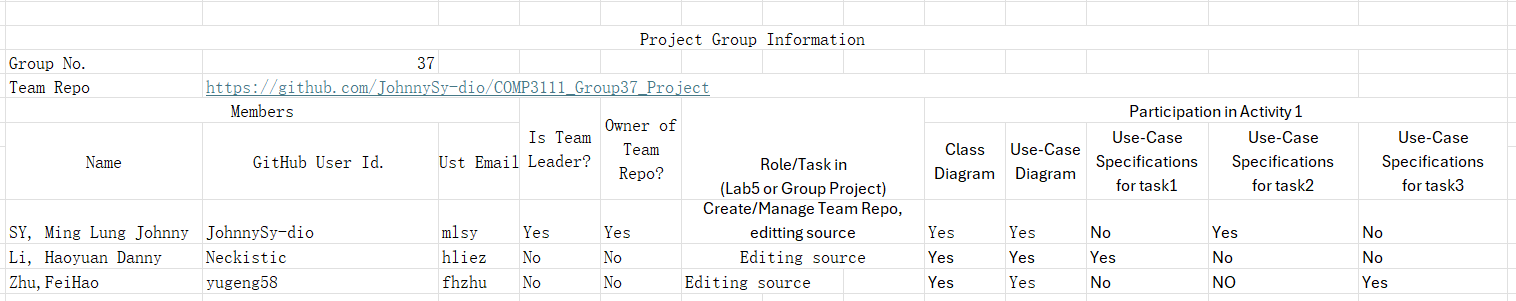 Project Group Information
Group No. 37
Team Repo https://github.com/JohnnySy-dio/COMP3111_Group37_Project
Members Participation in Activity 1
Name GitHub User Id. Ust Email Is Team Leader? Owner of Team Repo? Role/Task in (Lab5 or Group Project) Class Diagram Use-Case Diagram Use-Case Specifications for task1 Use-Case Specifications for task2 Use-Case Specifications for task3
SY, Ming Lung Johnny JohnnySy-dio mlsy Yes Yes Create/Manage Team Repo, editting source Yes Yes No Yes No
Li, Haoyuan Danny Neckistic hliez No No Editing source Yes Yes Yes No No
Zhu,FeiHao yugeng58 fhzhu No No Editing source Yes Yes No NO Yes